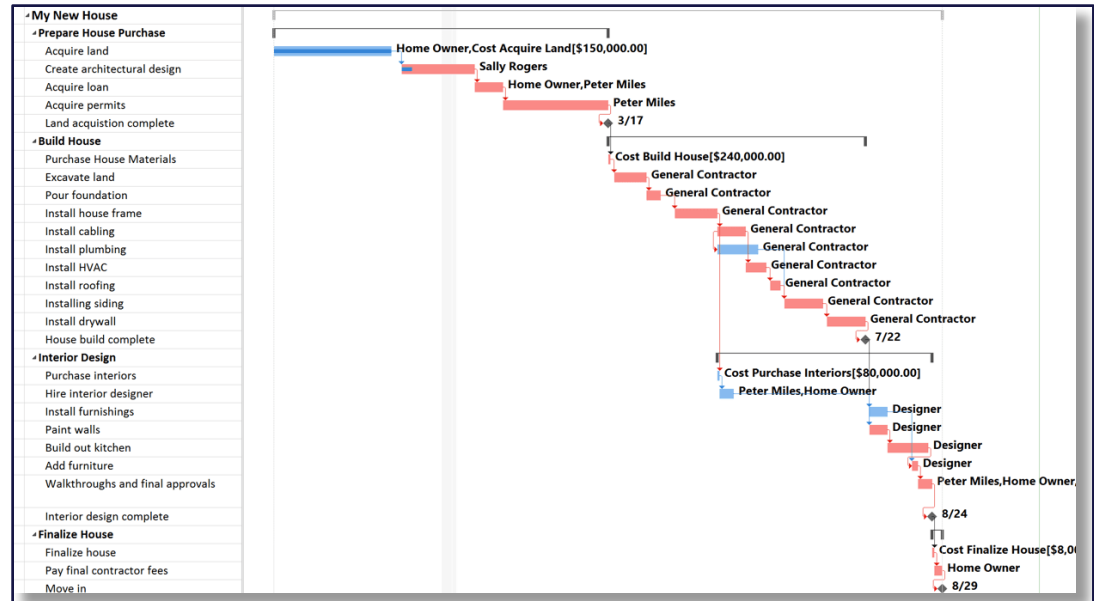 My New House
Prepare House Purchase
Acquire land Home Owner,Cost Acquire Land[$150,000.00]
Create architectural design Sally Rogers
Acquire loan Home Owner,Peter Miles
Acquire permits Peter Miles
Land acquistion complete 3/17
Build House
Purchase House Materials Cost Build House[$240,000.00]
Excavate land General Contractor
Pour foundation General Contractor
Install house frame General Contractor
Install cabling General Contractor
Install plumbing General Contractor
Install HVAC General Contractor
Install roofing General Contractor
Installing siding General Contractor
Install drywall General Contractor
House build complete 7/22
Interior Design
Purchase interiors Cost Purchase Interiors[$80,000.00]
Hire interior designer Peter Miles,Home Owner
Install furnishings Designer
Paint walls Designer
Build out kitchen Designer
Add furniture Designer
Walkthroughs and final approvals Peter Miles,Home Owner,
Interior design complete 8/24
Finalize House
Finalize house Cost Finalize House[$8,00
Pay final contractor fees Home Owner
Move in 8/29